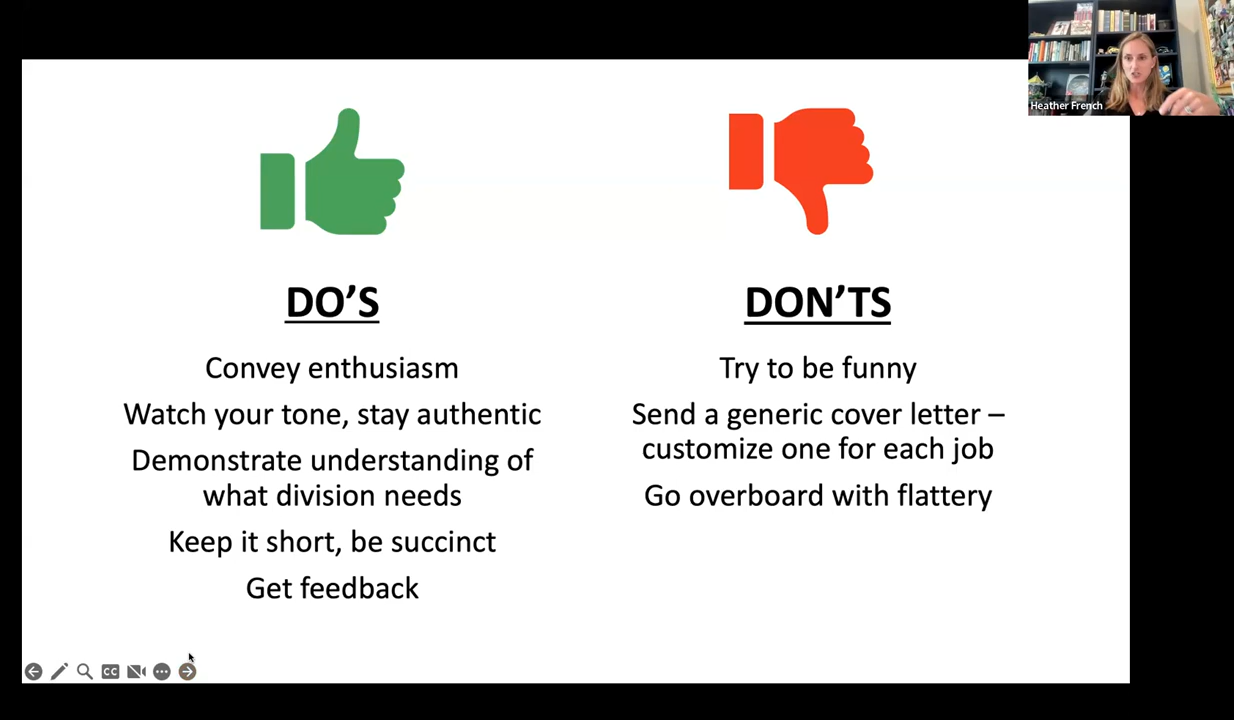 Heather French
DO’S
Convey enthusiasm
Watch your tone, stay authentic
Demonstrate understanding of
what division needs
Keep it short, be succinct
Get feedback
DON’TS
Try to be funny
Send a generic cover letter –
customize one for each job
Go overboard with flattery
CC